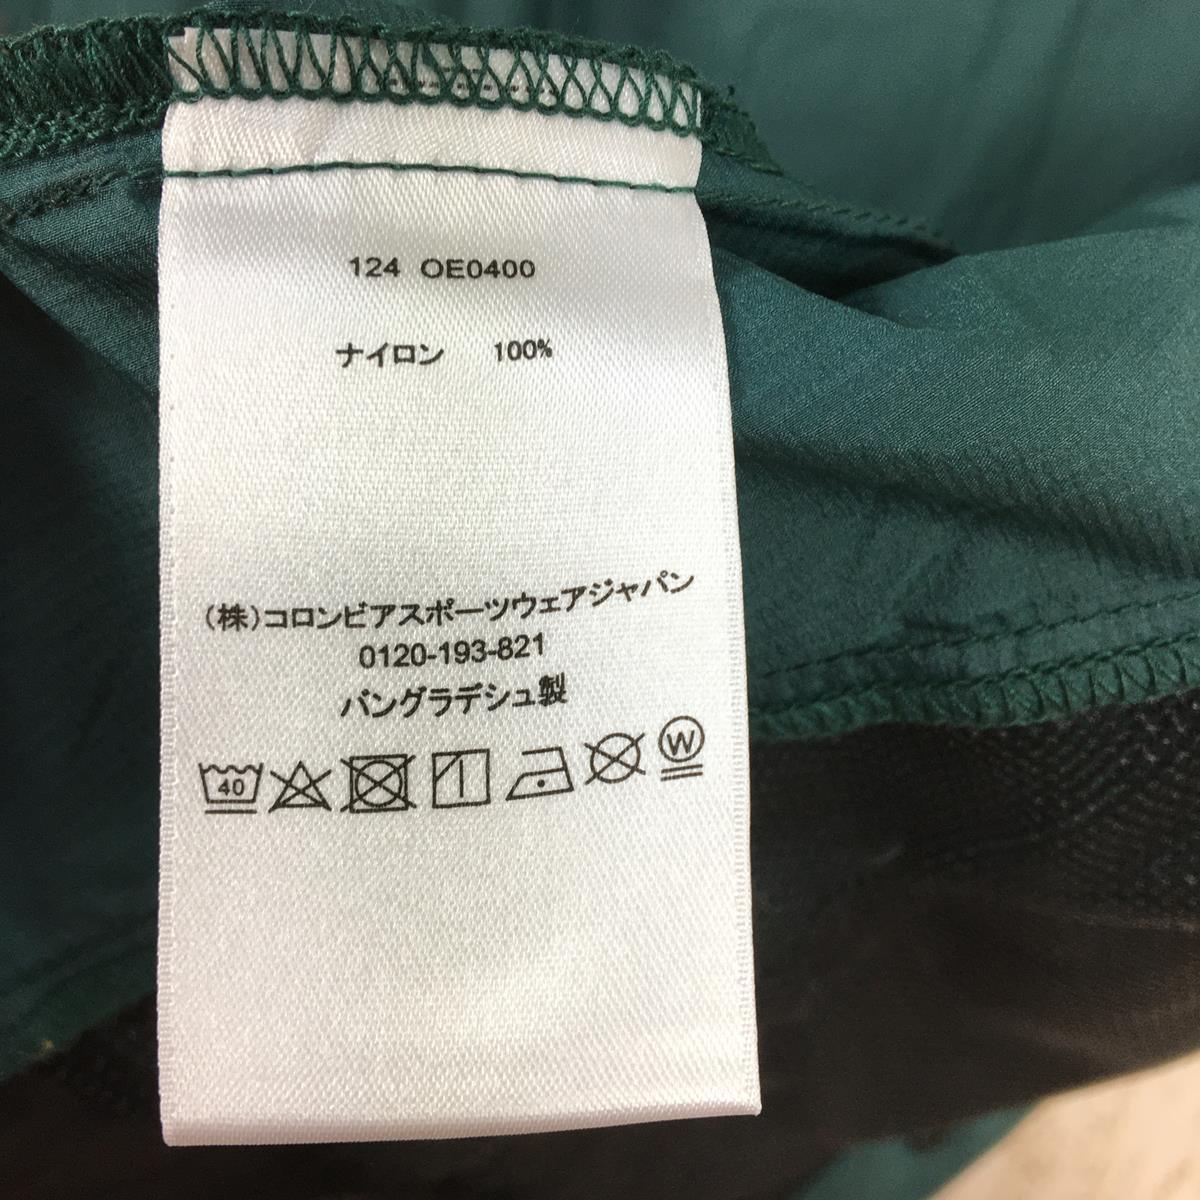 124 OE0400
ナイロン 100%
(株)コロンビアスポーツウェアジャパン
0120-193-821
バングラデシュ製
40
W